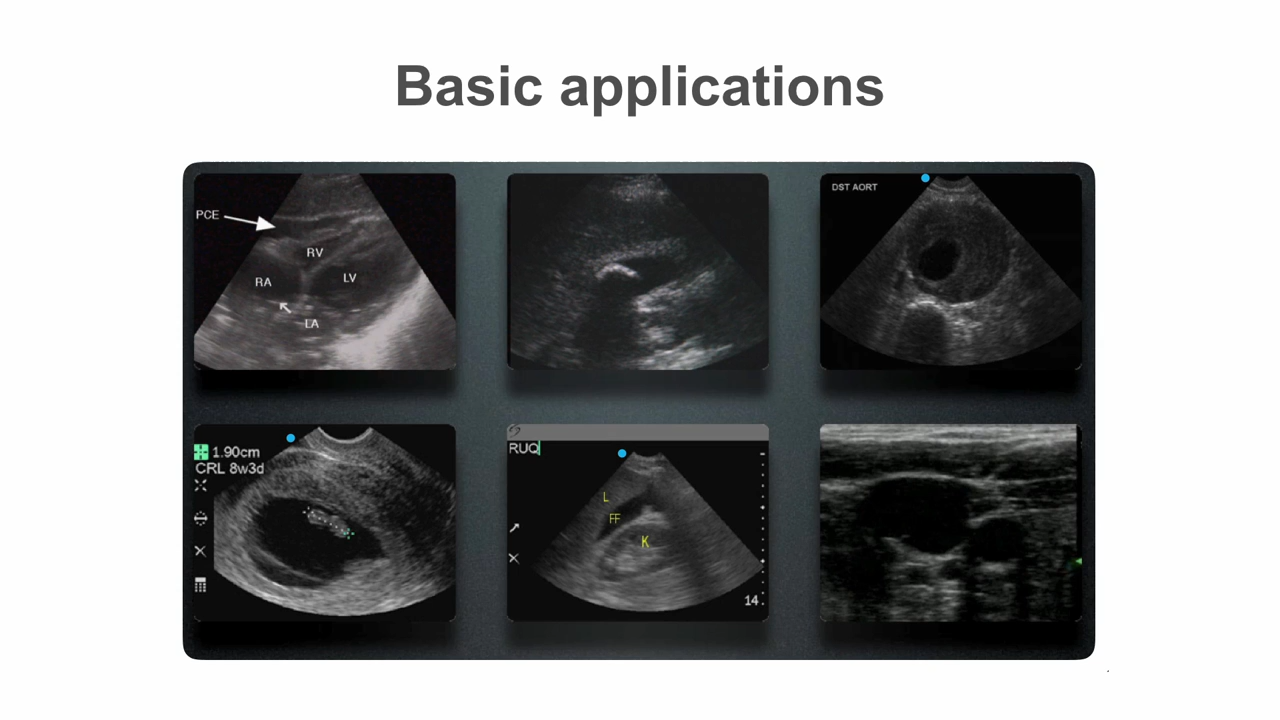 Basic applications
PCE
RV
RA
LV
LA
DST AORT
1.90cm
CRL 8w3d
RUQ
L
FF
K
14